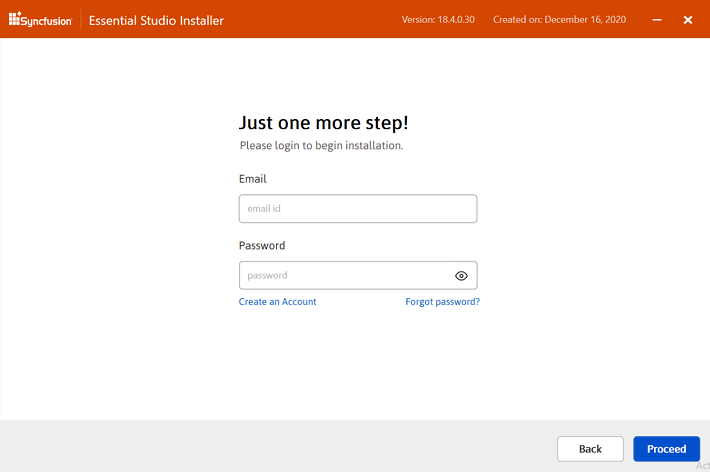 Syncfusion Essential Studio Installer Version: 18.4.0.30 Created on: December 16, 2020
Just one more step!
Please login to begin installation.
Email
email id
Password
password
Create an Account Forgot password?
Back Proceed